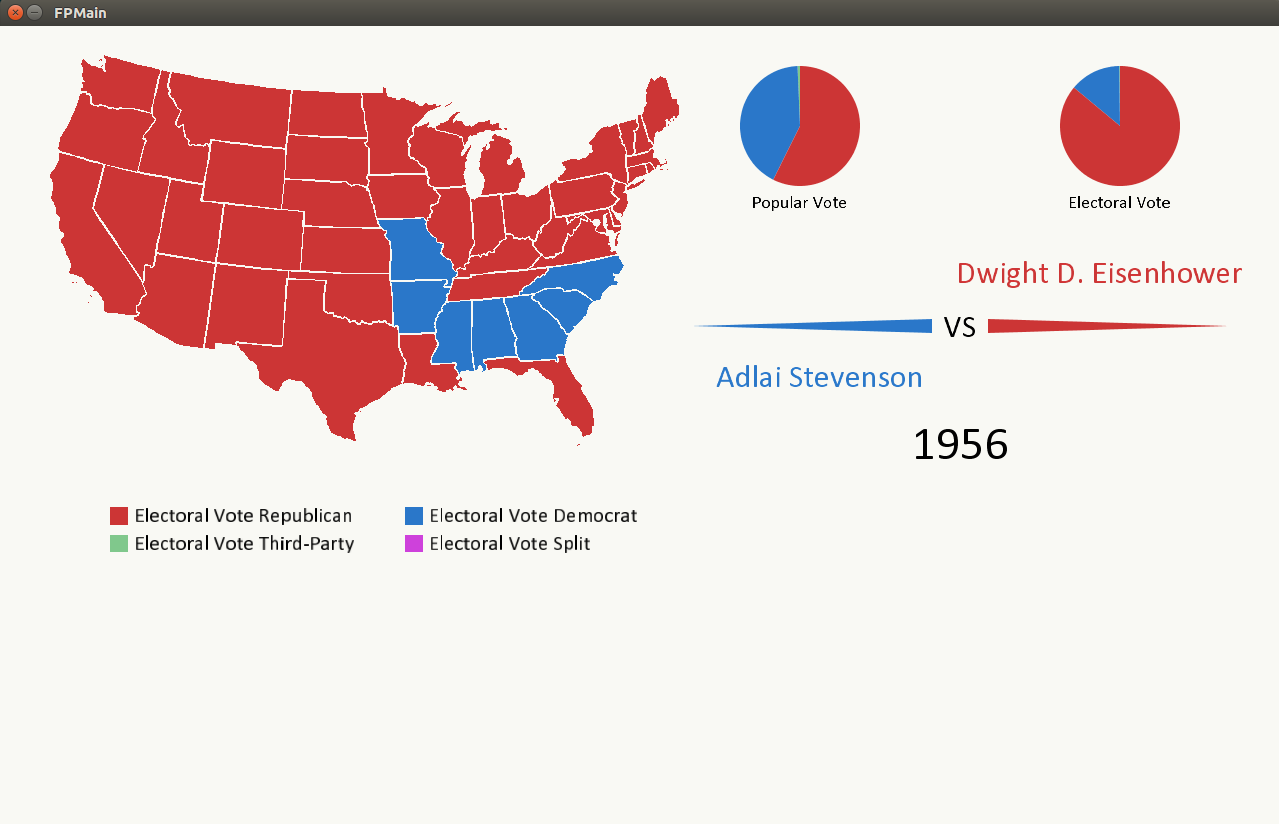 FPMain
Popular Vote
Electoral Vote
Dwight D. Eisenhower
VS
Adlai Stevenson
1956
Electoral Vote Republican
Electoral Vote Democrat
Electoral Vote Third-Party
Electoral Vote Split